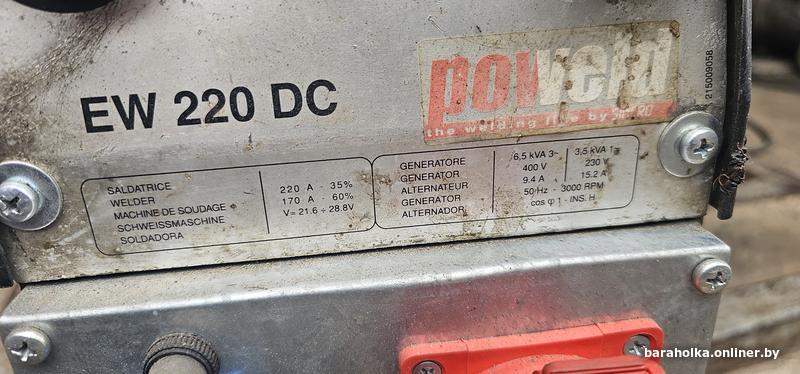 EW 220 DC
poweld
the welding line by
215009058
SALDATRICE
WELDER
MACHINE DE SOUDAGE
SCHWEISSMASCHINE
SOLDADORA
220 A - 35%
170 A - 60%
V= 21.6 ÷ 28.8V
GENERATORE
GENERATOR
ALTERNATEUR
GENERATOR
ALTERNADOR
6,5 kVA 3~ 3,5 kVA 1~
400 V 230 V
9.4 A 15.2 A
50 Hz - 3000 RPM
cos φ 1 - INS. H
baraholka.onliner.by